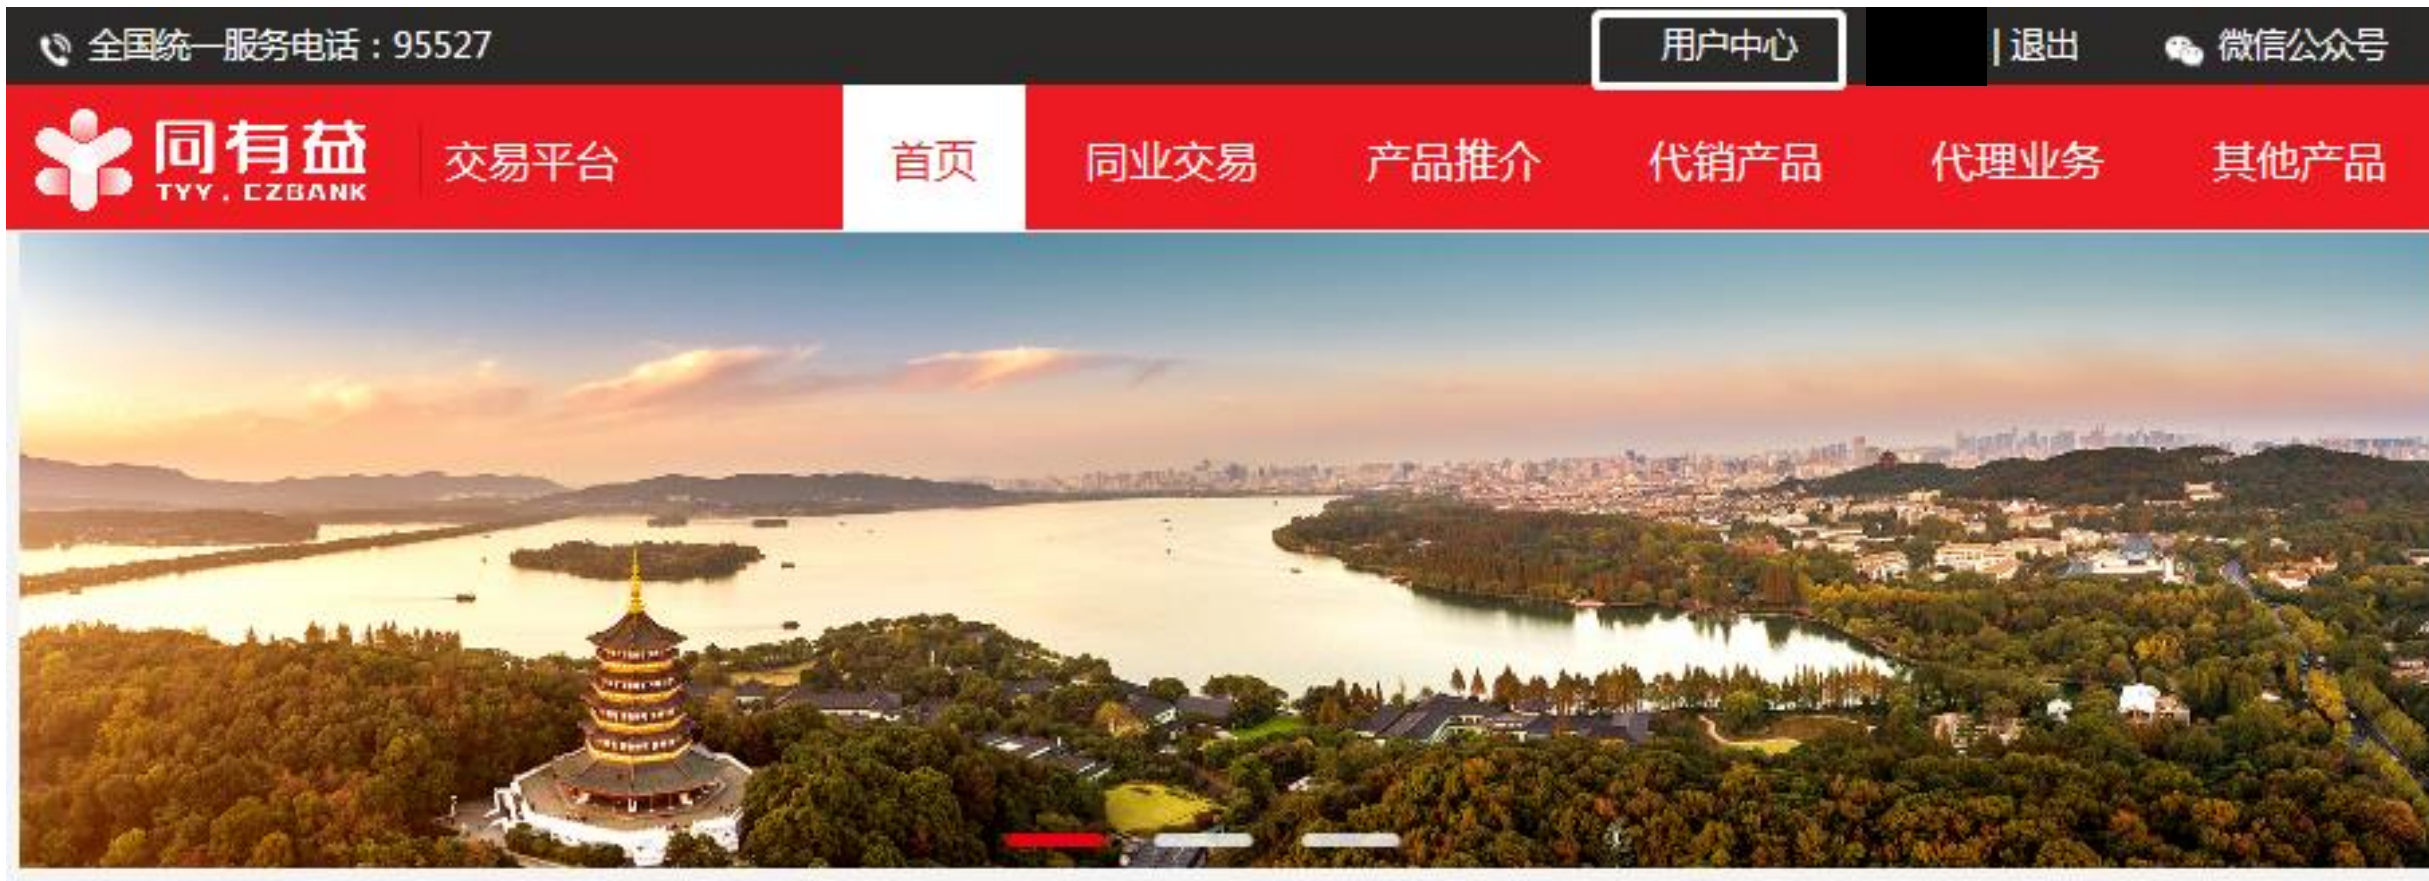 全国统一服务电话：95527 用户中心 | 退出 微信公众号
同有益 交易平台 首页 同业交易 产品推介 代销产品 代理业务 其他产品
TYY. CZBANK